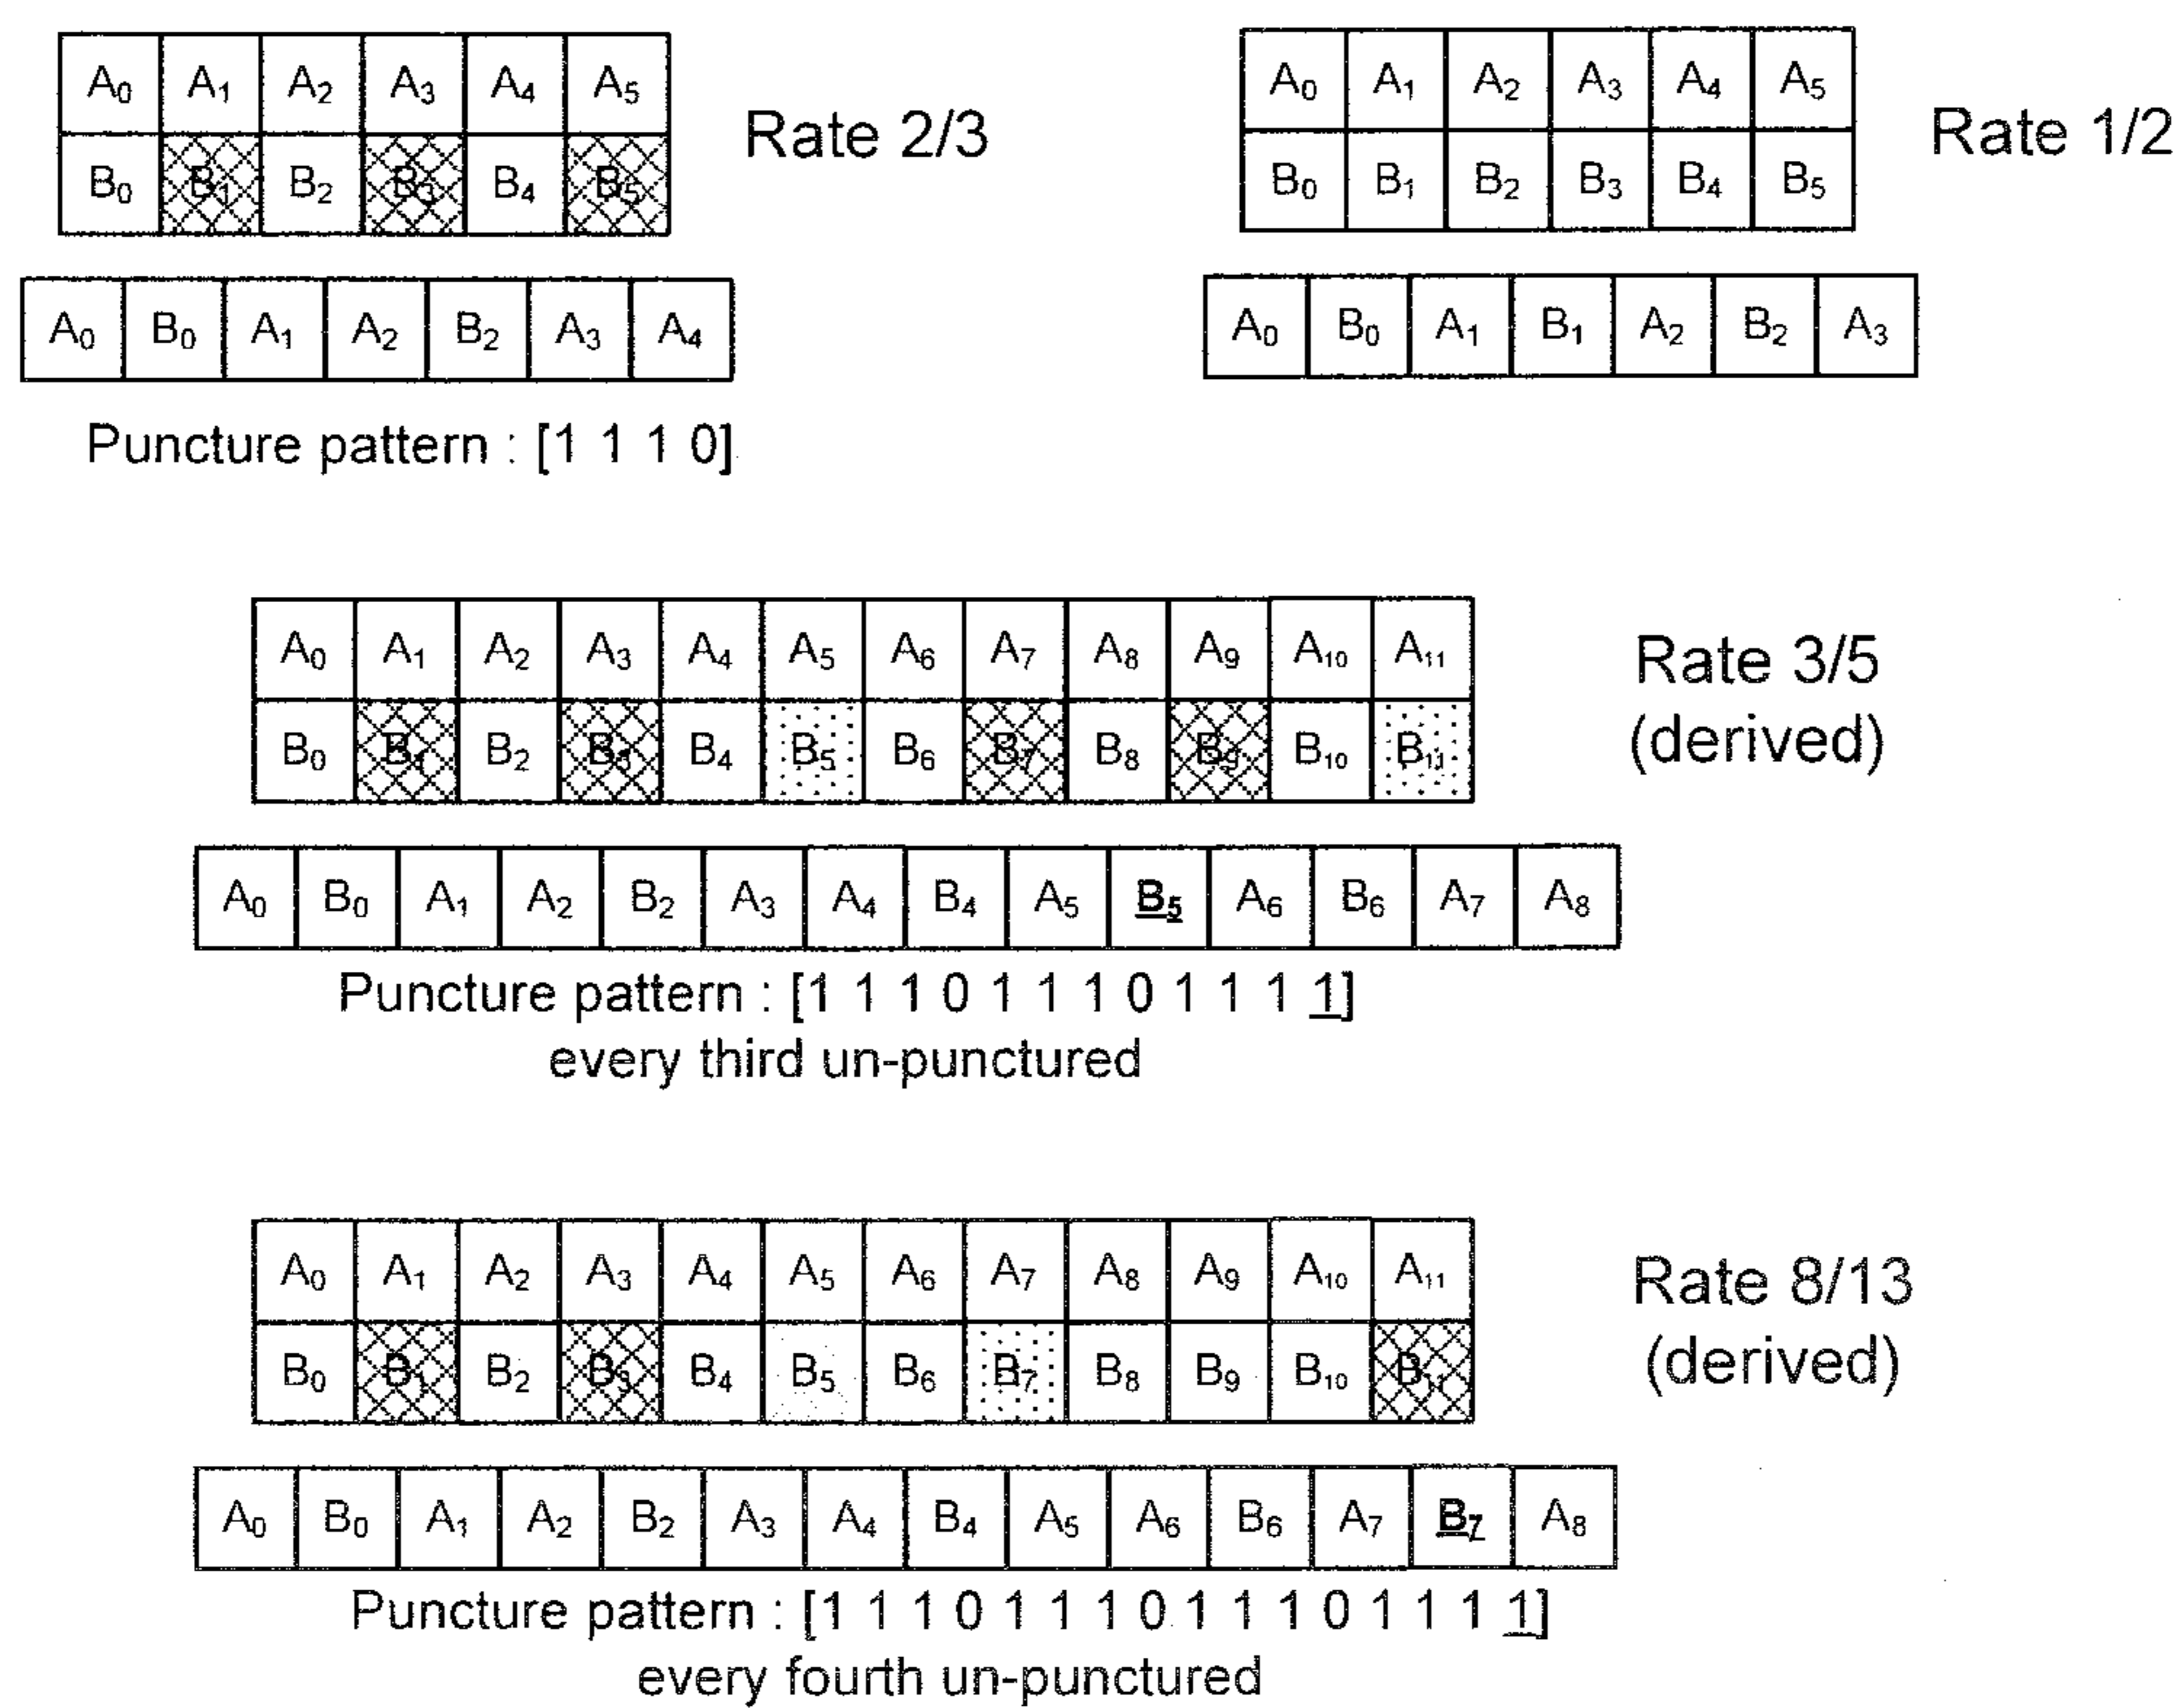 A₀ A₁ A₂ A₃ A₄ A₅
B₀ B₁ B₂ B₃ B₄ B₅
Rate 2/3
A₀ B₀ A₁ A₂ B₂ A₃ A₄
Puncture pattern : [1 1 1 0]
A₀ A₁ A₂ A₃ A₄ A₅
B₀ B₁ B₂ B₃ B₄ B₅
Rate 1/2
A₀ B₀ A₁ B₁ A₂ B₂ A₃
A₀ A₁ A₂ A₃ A₄ A₅ A₆ A₇ A₈ A₉ A₁₀ A₁₁
B₀ B₁ B₂ B₃ B₄ B₅ B₆ B₇ B₈ B₉ B₁₀ B₁₁
Rate 3/5
(derived)
A₀ B₀ A₁ A₂ B₂ A₃ A₄ B₄ A₅ B₅ A₆ B₆ A₇ A₈
Puncture pattern : [1 1 1 0 1 1 1 0 1 1 1 1]
every third un-punctured
A₀ A₁ A₂ A₃ A₄ A₅ A₆ A₇ A₈ A₉ A₁₀ A₁₁
B₀ B₁ B₂ B₃ B₄ B₅ B₆ B₇ B₈ B₉ B₁₀ B₁₁
Rate 8/13
(derived)
A₀ B₀ A₁ A₂ B₂ A₃ A₄ B₄ A₅ A₆ B₆ A₇ B₇ A₈
Puncture pattern : [1 1 1 0 1 1 1 0 1 1 1 0 1 1 1 1]
every fourth un-punctured